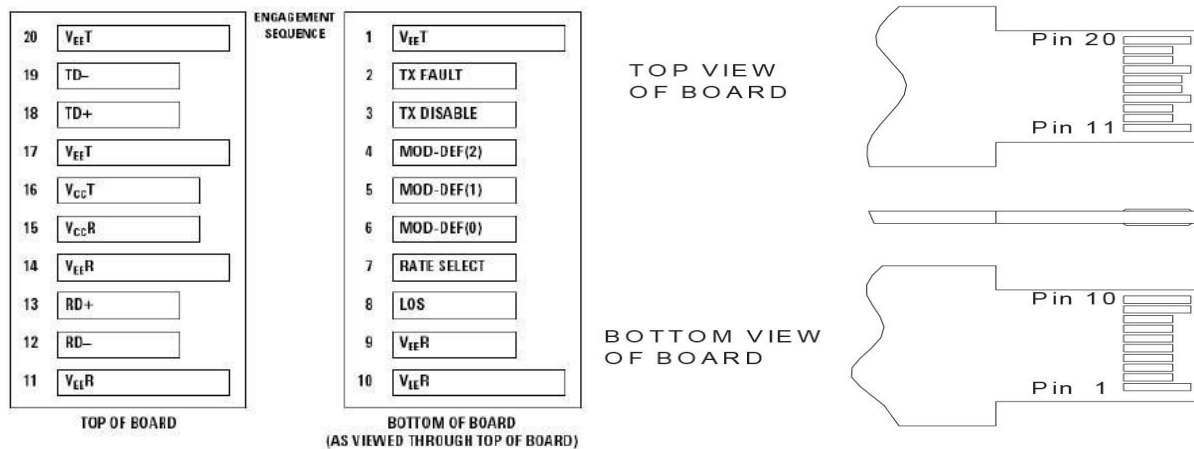 ENGAGEMENT
SEQUENCE
20 VEET
19 TD–
18 TD+
17 VEET
16 VCCT
15 VCCR
14 VEER
13 RD+
12 RD–
11 VEER
TOP OF BOARD
1 VEET
2 TX FAULT
3 TX DISABLE
4 MOD-DEF(2)
5 MOD-DEF(1)
6 MOD-DEF(0)
7 RATE SELECT
8 LOS
9 VEER
10 VEER
BOTTOM OF BOARD
(AS VIEWED THROUGH TOP OF BOARD)
TOP VIEW
OF BOARD
Pin 20
Pin 11
BOTTOM VIEW
OF BOARD
Pin 10
Pin 1